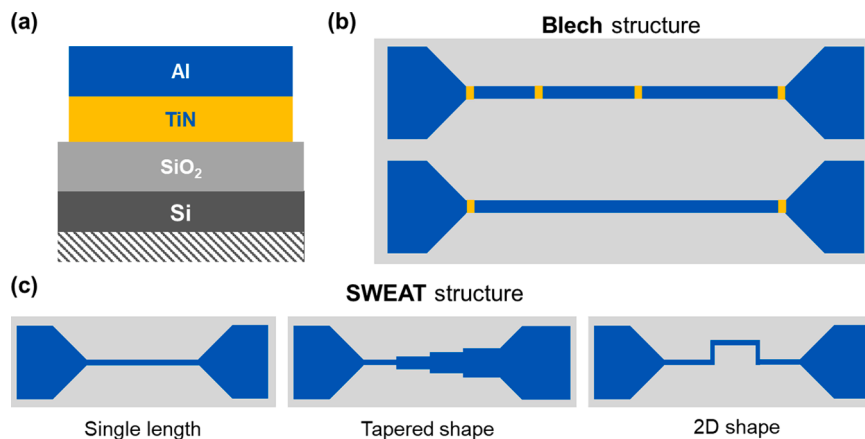 (a)
Al
TiN
SiO₂
Si
(b)
Blech structure
(c)
SWEAT structure
Single length
Tapered shape
2D shape